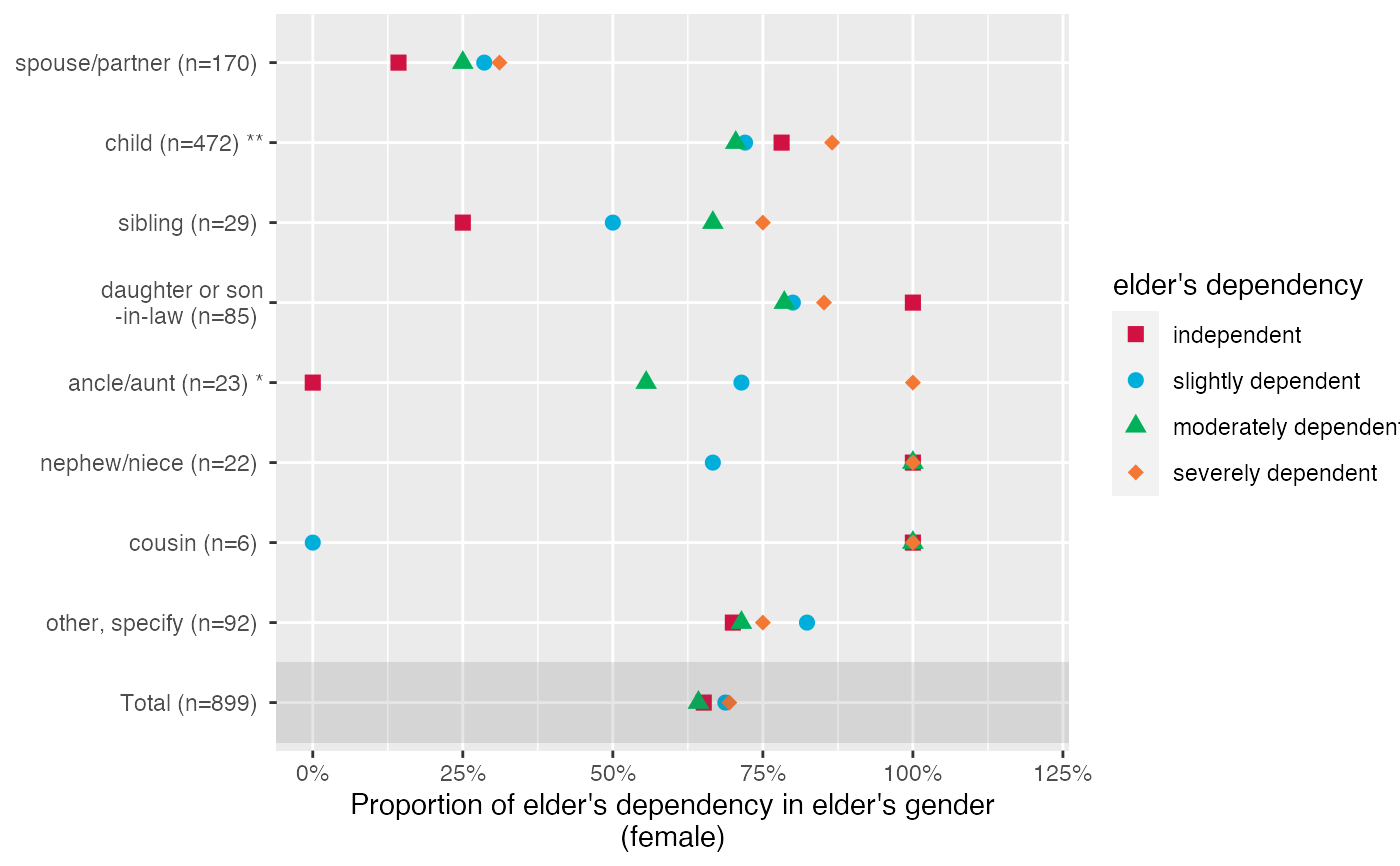 spouse/partner (n=170)
child (n=472) **
sibling (n=29)
daughter or son
-in-law (n=85)
ancle/aunt (n=23) *
nephew/niece (n=22)
cousin (n=6)
other, specify (n=92)
Total (n=899)
0% 25% 50% 75% 100% 125%
Proportion of elder's dependency in elder's gender
(female)
elder's dependency
independent
slightly dependent
moderately dependent
severely dependent